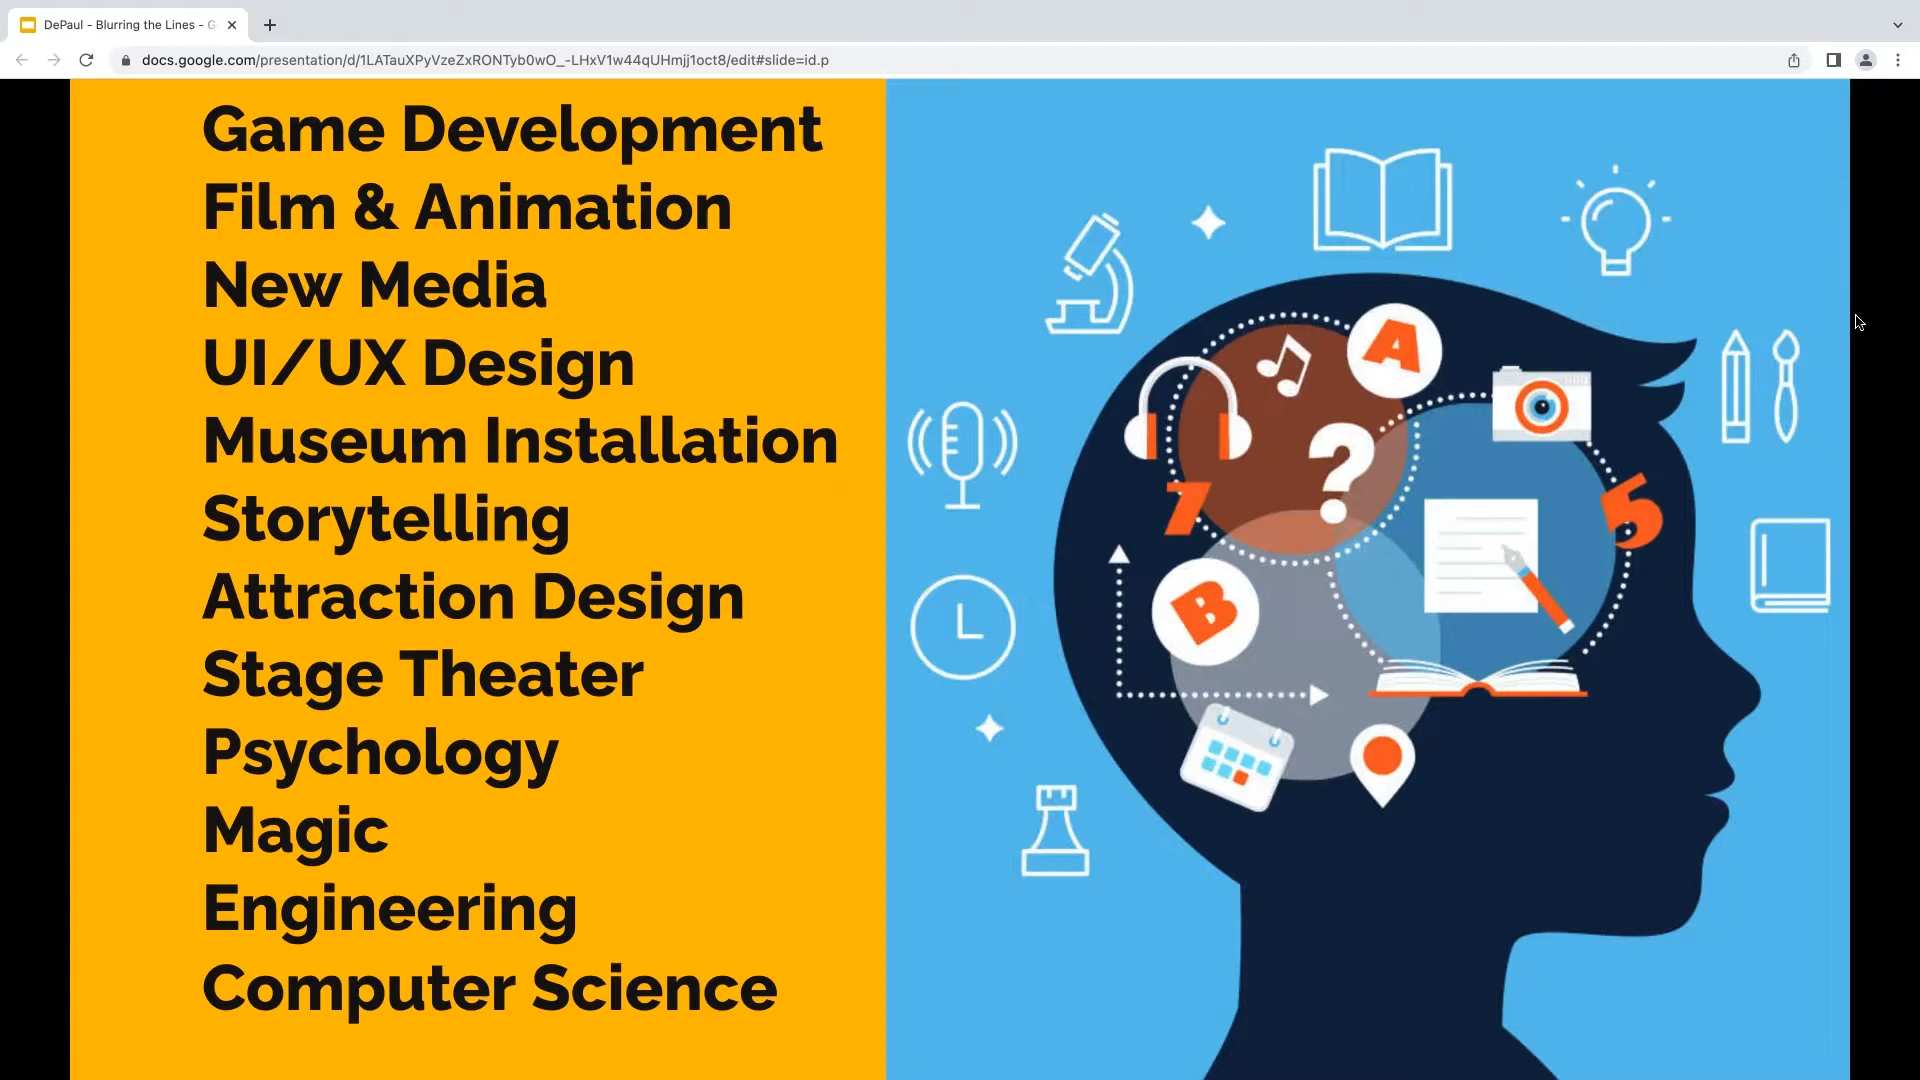 DePaul - Blurring the Lines - G
docs.google.com/presentation/d/1LATauXPyVzeZxRONTyb0wO_-LHxV1w44qUHmjj1oct8/edit#slide=id.p
Game Development
Film & Animation
New Media
UI/UX Design
Museum Installation
Storytelling
Attraction Design
Stage Theater
Psychology
Magic
Engineering
Computer Science
A
?
7
5
B